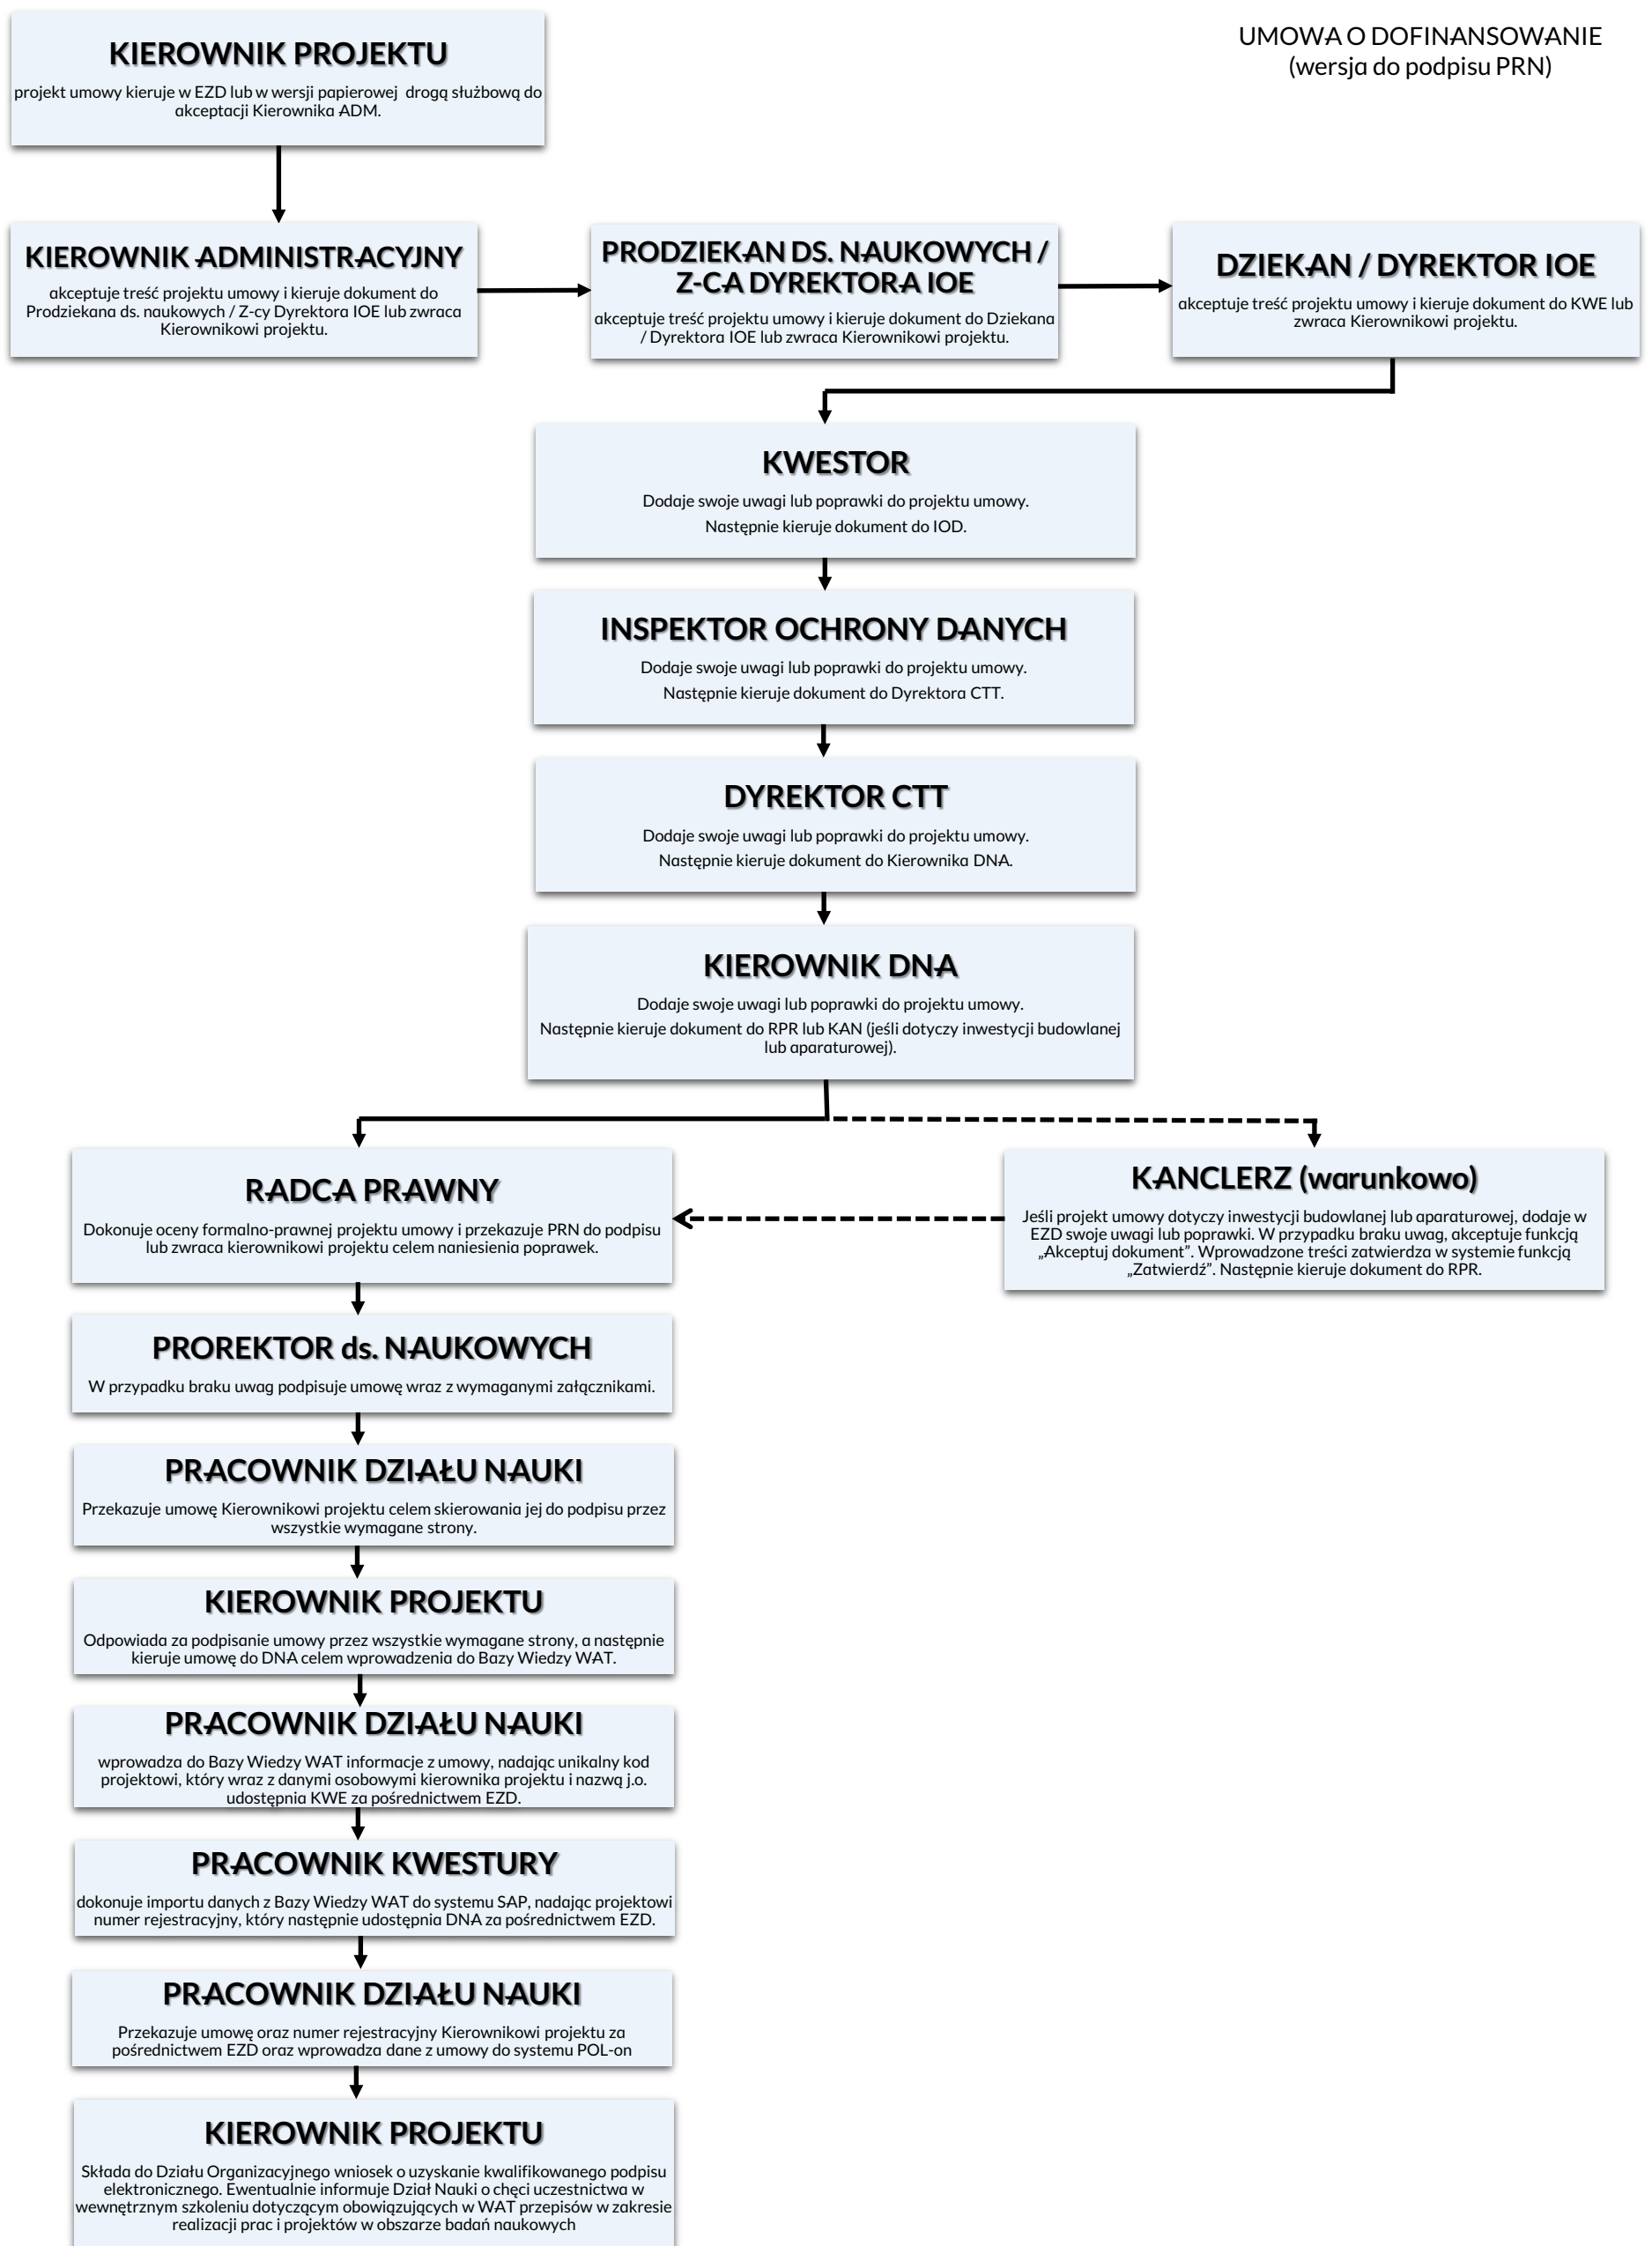 UMOWA O DOFINANSOWANIE
(wersja do podpisu PRN)
KIEROWNIK PROJEKTU
projekt umowy kieruje w EZD lub w wersji papierowej drogą służbową do
akceptacji Kierownika ADM.
KIEROWNIK ADMINISTRACYJNY
akceptuje treść projektu umowy i kieruje dokument do
Prodziekana ds. naukowych / Z-cy Dyrektora IOE lub zwraca
Kierownikowi projektu.
PRODZIEKAN DS. NAUKOWYCH /
Z-CA DYREKTORA IOE
akceptuje treść projektu umowy i kieruje dokument do Dziekana
/ Dyrektora IOE lub zwraca Kierownikowi projektu.
DZIEKAN / DYREKTOR IOE
akceptuje treść projektu umowy i kieruje dokument do KWE lub
zwraca Kierownikowi projektu.
KWESTOR
Dodaje swoje uwagi lub poprawki do projektu umowy.
Następnie kieruje dokument do IOD.
INSPEKTOR OCHRONY DANYCH
Dodaje swoje uwagi lub poprawki do projektu umowy.
Następnie kieruje dokument do Dyrektora CTT.
DYREKTOR CTT
Dodaje swoje uwagi lub poprawki do projektu umowy.
Następnie kieruje dokument do Kierownika DNA.
KIEROWNIK DNA
Dodaje swoje uwagi lub poprawki do projektu umowy.
Następnie kieruje dokument do RPR lub KAN (jeśli dotyczy inwestycji budowlanej
lub aparaturowej).
RADCA PRAWNY
Dokonuje oceny formalno-prawnej projektu umowy i przekazuje PRN do podpisu
lub zwraca kierownikowi projektu celem naniesienia poprawek.
KANCLERZ (warunkowo)
Jeśli projekt umowy dotyczy inwestycji budowlanej lub aparaturowej, dodaje w
EZD swoje uwagi lub poprawki. W przypadku braku uwag, akceptuje funkcją
„Akceptuj dokument”. Wprowadzone treści zatwierdza w systemie funkcją
„Zatwierdź”. Następnie kieruje dokument do RPR.
PROREKTOR ds. NAUKOWYCH
W przypadku braku uwag podpisuje umowę wraz z wymaganymi załącznikami.
PRACOWNIK DZIAŁU NAUKI
Przekazuje umowę Kierownikowi projektu celem skierowania jej do podpisu przez
wszystkie wymagane strony.
KIEROWNIK PROJEKTU
Odpowiada za podpisanie umowy przez wszystkie wymagane strony, a następnie
kieruje umowę do DNA celem wprowadzenia do Bazy Wiedzy WAT.
PRACOWNIK DZIAŁU NAUKI
wprowadza do Bazy Wiedzy WAT informacje z umowy, nadając unikalny kod
projektowi, który wraz z danymi osobowymi kierownika projektu i nazwą j.o.
udostępnia KWE za pośrednictwem EZD.
PRACOWNIK KWESTURY
dokonuje importu danych z Bazy Wiedzy WAT do systemu SAP, nadając projektowi
numer rejestracyjny, który następnie udostępnia DNA za pośrednictwem EZD.
PRACOWNIK DZIAŁU NAUKI
Przekazuje umowę oraz numer rejestracyjny Kierownikowi projektu za
pośrednictwem EZD oraz wprowadza dane z umowy do systemu POL-on
KIEROWNIK PROJEKTU
Składa do Działu Organizacyjnego wniosek o uzyskanie kwalifikowanego podpisu
elektronicznego. Ewentualnie informuje Dział Nauki o chęci uczestnictwa w
wewnętrznym szkoleniu dotyczącym obowiązujących w WAT przepisów w zakresie
realizacji prac i projektów w obszarze badań naukowych